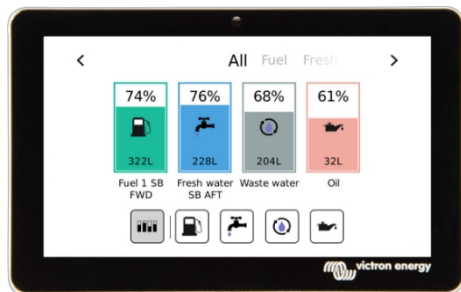 All Fuel Fresh
74% 76% 68% 61%
322L 228L 204L 32L
Fuel 1 SB Fresh water Waste water Oil
FWD SB AFT
victron energy